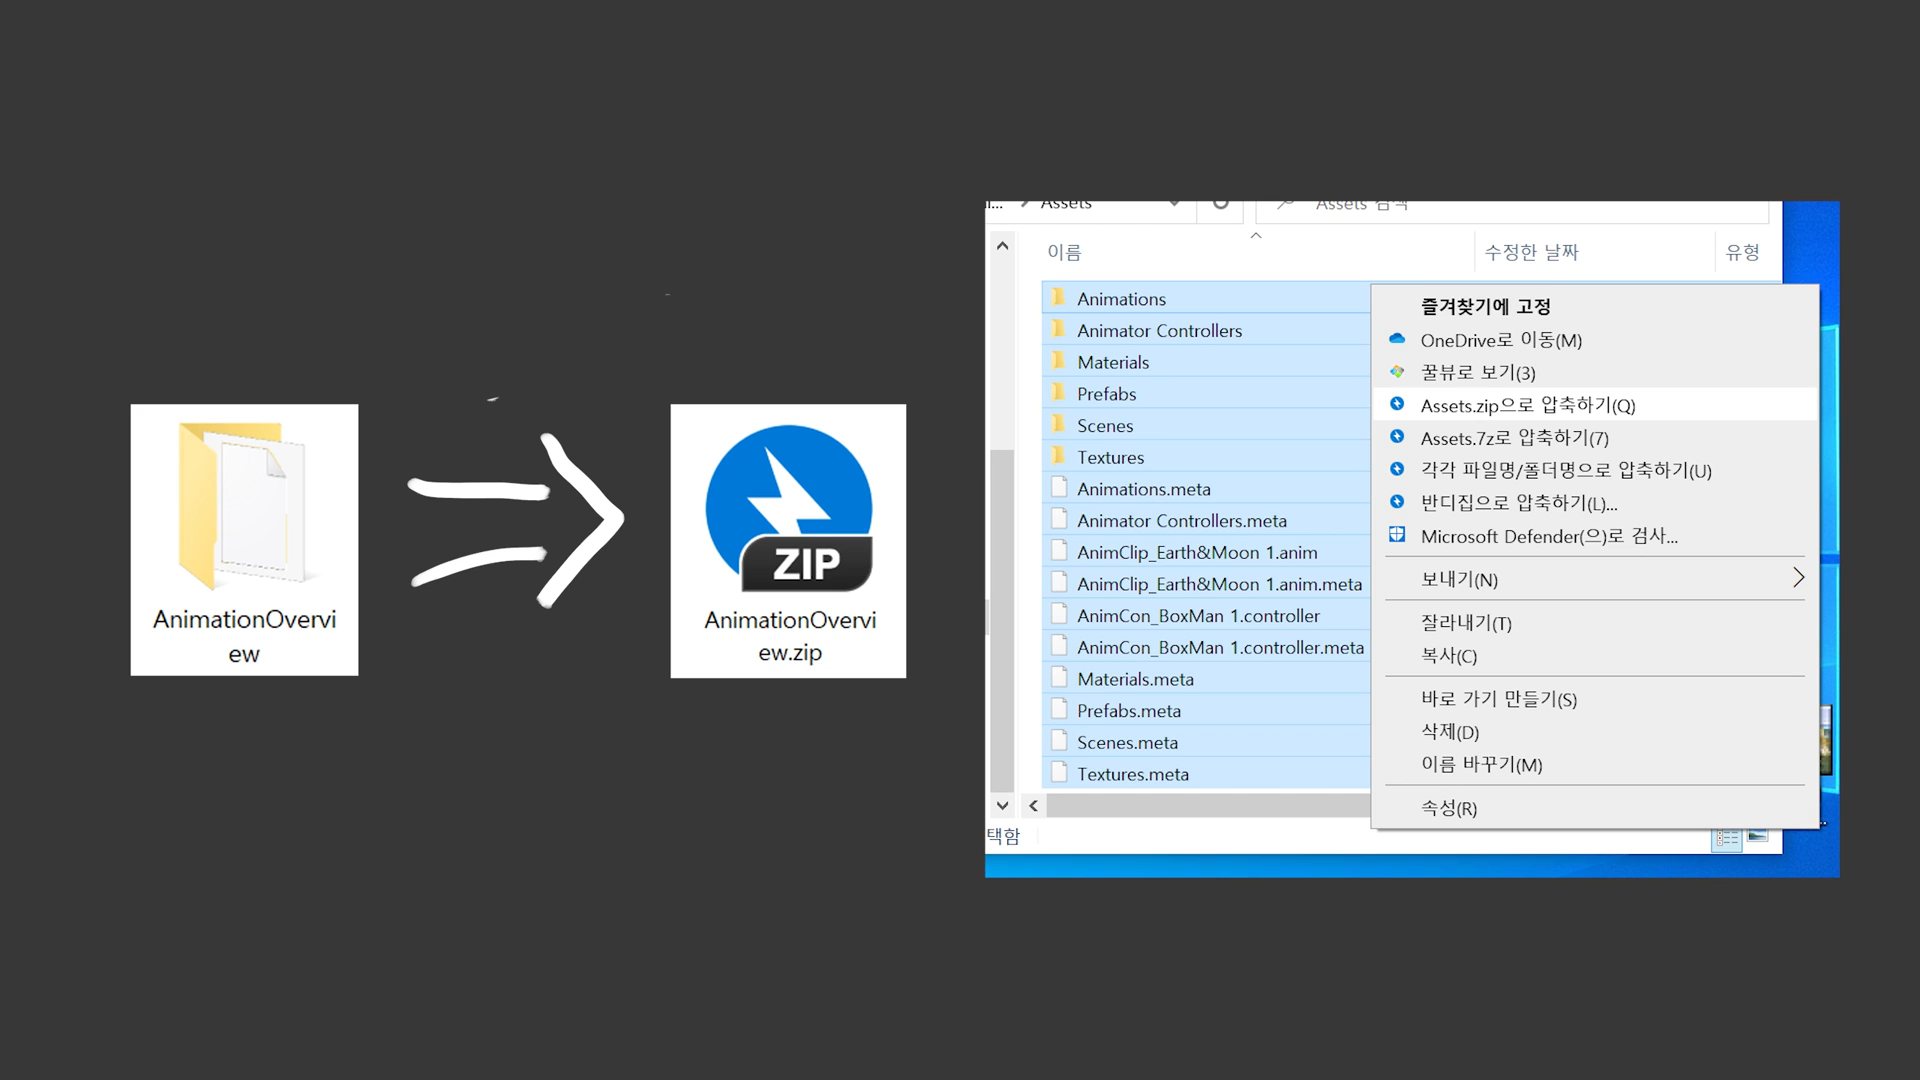 AnimationOvervi
ew
ZIP
AnimationOvervi
ew.zip
Assets
Assets 검색
이름
수정한 날짜
유형
Animations
Animator Controllers
Materials
Prefabs
Scenes
Textures
Animations.meta
Animator Controllers.meta
AnimClip_Earth&Moon 1.anim
AnimClip_Earth&Moon 1.anim.meta
AnimCon_BoxMan 1.controller
AnimCon_BoxMan 1.controller.meta
Materials.meta
Prefabs.meta
Scenes.meta
Textures.meta
택함
즐겨찾기에 고정
OneDrive로 이동(M)
꿀뷰로 보기(3)
Assets.zip으로 압축하기(Q)
Assets.7z로 압축하기(7)
각각 파일명/폴더명으로 압축하기(U)
반디집으로 압축하기(L)...
Microsoft Defender(으)로 검사...
보내기(N)
잘라내기(T)
복사(C)
바로 가기 만들기(S)
삭제(D)
이름 바꾸기(M)
속성(R)